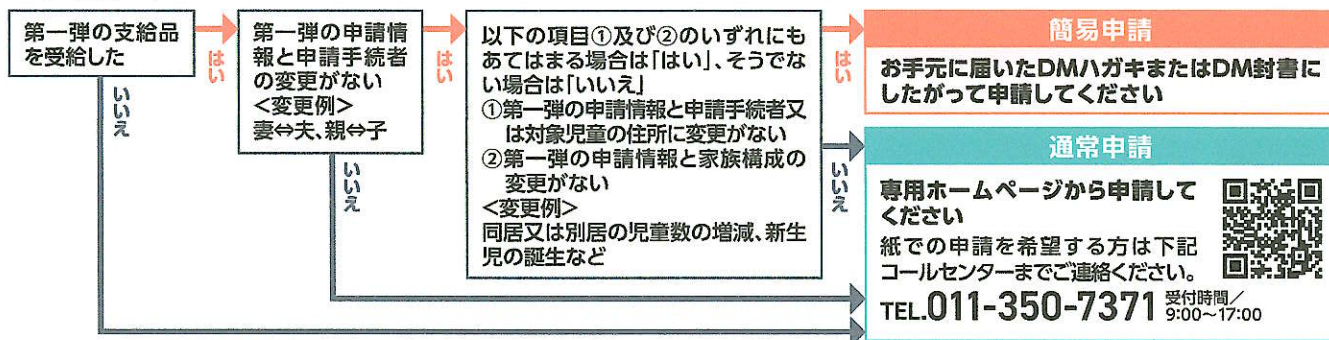 第一弾の支給品
を受給した
はい
いいえ
第一弾の申請情
報と申請手続者
の変更がない
<変更例>
妻⇔夫、親⇔子
はい
いいえ
以下の項目①及び②のいずれにも
あてはまる場合は「はい」、そうでな
い場合は「いいえ」
①第一弾の申請情報と申請手続者又
は対象児童の住所に変更がない
②第一弾の申請情報と家族構成の
変更がない
<変更例>
同居又は別居の児童数の増減、新生
児の誕生など
はい
いいえ
簡易申請
お手元に届いたDMハガキまたはDM封書に
したがって申請してください
通常申請
専用ホームページから申請して
ください
紙での申請を希望する方は下記
コールセンターまでご連絡ください。
TEL.011-350-7371 受付時間/
9:00~17:00